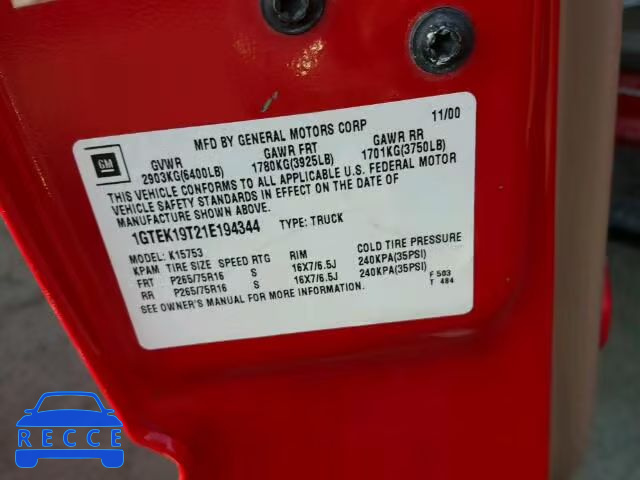 MFD BY GENERAL MOTORS CORP 11/00
GM
GVWR GAWR FRT GAWR RR
2903KG(6400LB) 1780KG(3925LB) 1701KG(3750LB)
THIS VEHICLE CONFORMS TO ALL APPLICABLE U.S. FEDERAL MOTOR
VEHICLE SAFETY STANDARDS IN EFFECT ON THE DATE OF
MANUFACTURE SHOWN ABOVE.
1GTEK19T21E194344 TYPE: TRUCK
MODEL: K15753
KPAM TIRE SIZE SPEED RTG RIM COLD TIRE PRESSURE
FRT P265/75R16 S 16X7/6.5J 240KPA(35PSI)
RR P265/75R16 S 16X7/6.5J 240KPA(35PSI)
SEE OWNER'S MANUAL FOR MORE INFORMATION.
F 503
T 484
RECCE